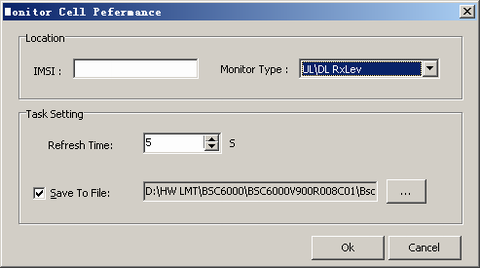 Monitor Cell Pefermance
Location
IMSI :
Monitor Type :
UL\DL RxLev
Task Setting
Refresh Time:
5
S
Save To File:
D:\HW LMT\BSC6000\BSC6000V900R008C01\Bsc
...
Ok
Cancel